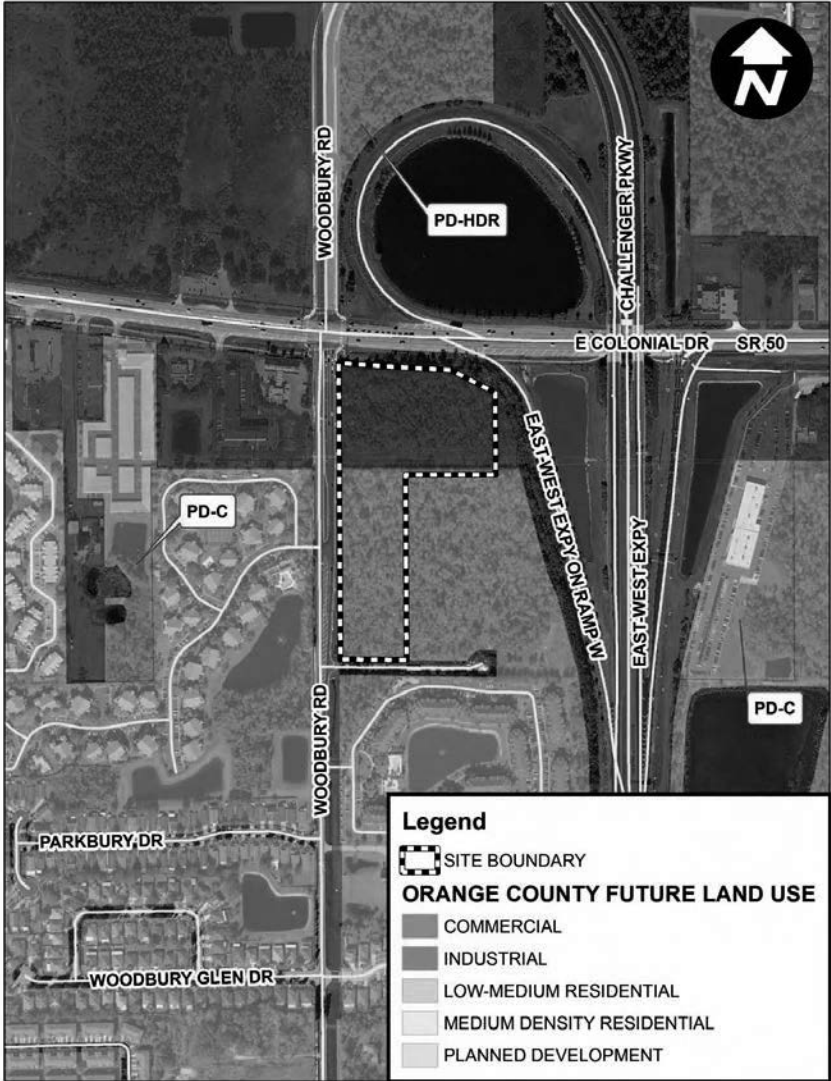 N
WOODBURY RD
CHALLENGER PKWY
PD-HDR
E COLONIAL DR
SR 50
EAST-WEST EXPY ON RAMP W
EAST-WEST EXPY
PD-C
PD-C
WOODBURY RD
PARKBURY DR
WOODBURY GLEN DR
Legend
SITE BOUNDARY
ORANGE COUNTY FUTURE LAND USE
COMMERCIAL
INDUSTRIAL
LOW-MEDIUM RESIDENTIAL
MEDIUM DENSITY RESIDENTIAL
PLANNED DEVELOPMENT